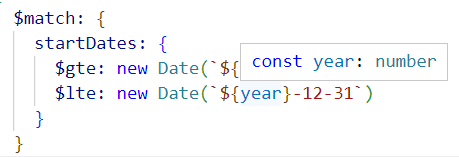 $match: {
startDates: {
$gte: new Date(`${
const year: number
$lte: new Date(`${year}-12-31`)
}
}